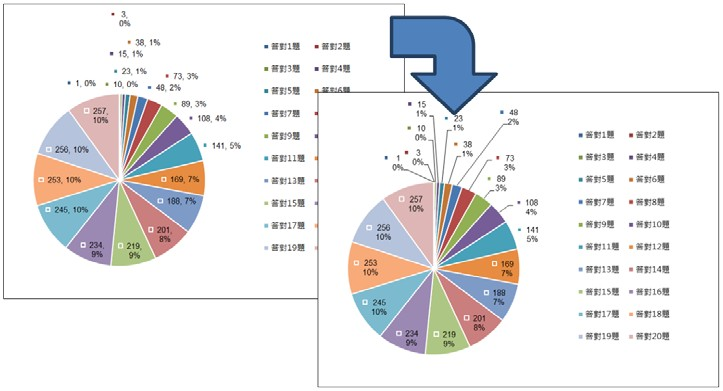 3,
0%
38, 1%
15, 1%
23, 1%
73, 3%
1, 0%
10, 0%
48, 2%
89, 3%
108, 4%
141, 5%
169, 7%
188, 7%
201,
8%
219,
9%
234,
9%
245, 10%
253, 10%
256, 10%
257,
10%
答對1題
答對2題
答對3題
答對4題
答對5題
答對6題
答對7題
答對9題
答對11題
答對13題
答對15題
答對17題
答對19題
15
1%
23
1%
48
2%
10
0%
38
1%
1
0%
3
0%
73
3%
89
3%
108
4%
141
5%
169
7%
188
7%
201
8%
219
9%
234
9%
245
10%
253
10%
256
10%
257
10%
答對1題
答對2題
答對3題
答對4題
答對5題
答對6題
答對7題
答對8題
答對9題
答對10題
答對11題
答對12題
答對13題
答對14題
答對15題
答對16題
答對17題
答對18題
答對19題
答對20題